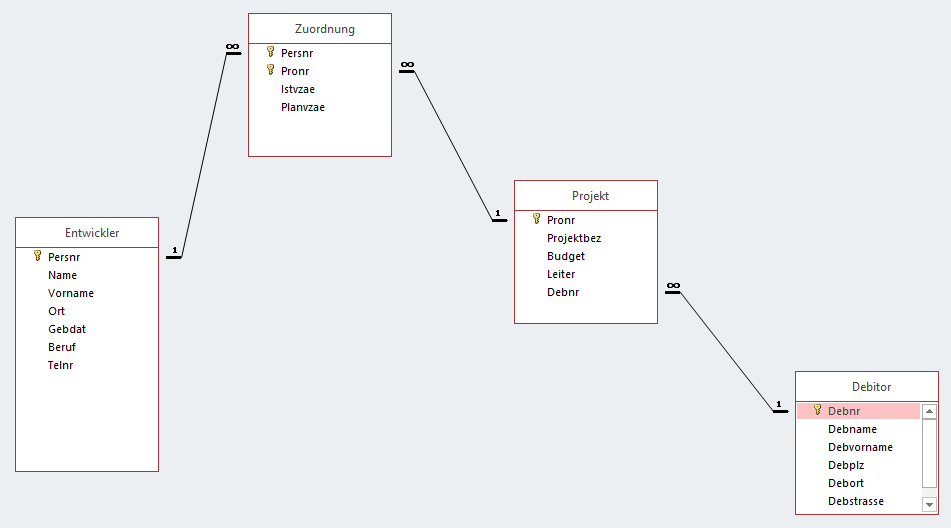 Zuordnung
Persnr
Pronr
Istvzae
Planvzae
∞
∞
Projekt
Pronr
Projektbez
Budget
Leiter
Debnr
1
∞
Entwickler
Persnr
Name
Vorname
Ort
Gebdat
Beruf
Telnr
1
Debitor
Debnr
Debname
Debvorname
Debplz
Debort
Debstrasse
1